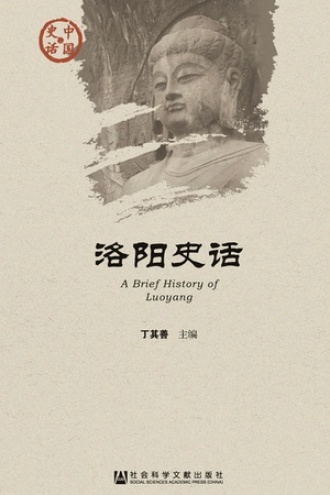 中国
史话
洛阳史话
A Brief History of
Luoyang
丁其善 主编
社会科学文献出版社
SOCIAL SCIENCES ACADEMIC PRESS (CHINA)